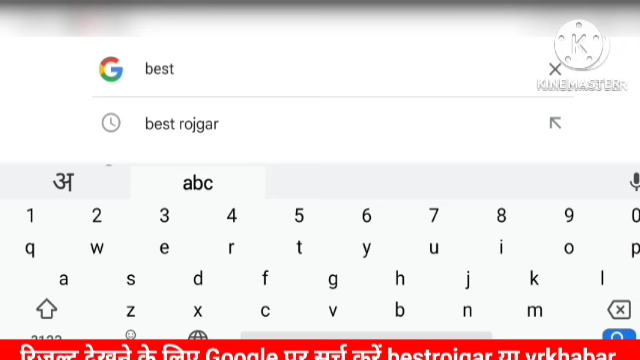 best
K
KINEMASTER
best rojgar
अ abc
1 2 3 4 5 6 7 8 9 0
q w e r t y u i o p
a s d f g h j k l
z x c v b n m
रिजल्ट देखने के लिए Google पर सर्च करें bestrojgar या yrkhabar